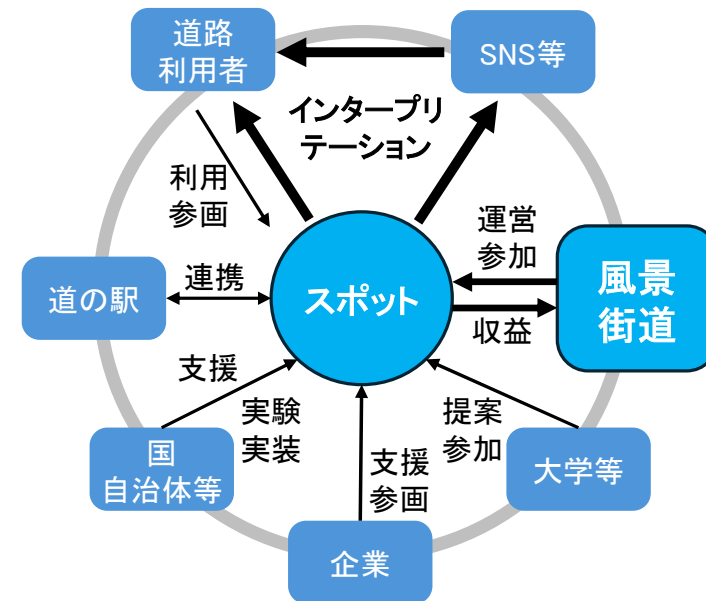 道路
利用者
SNS等
インタープリ
テーション
利用
参画
運営
参加
道の駅
連携
スポット
風景
街道
収益
支援
実験
実装
提案
参加
国
自治体等
支援
参画
大学等
企業